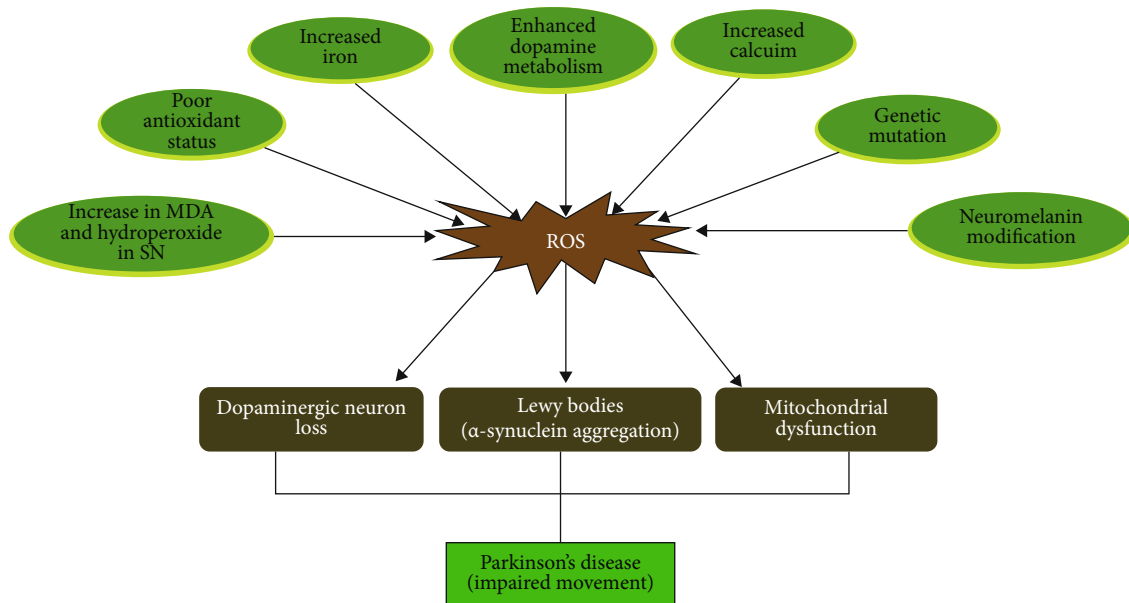 Increased
iron
Enhanced
dopamine
metabolism
Increased
calcuim
Poor
antioxidant
status
Genetic
mutation
Increase in MDA
and hydroperoxide
in SN
ROS
Neuromelanin
modification
Dopaminergic neuron
loss
Lewy bodies
(α-synuclein aggregation)
Mitochondrial
dysfunction
Parkinson’s disease
(impaired movement)